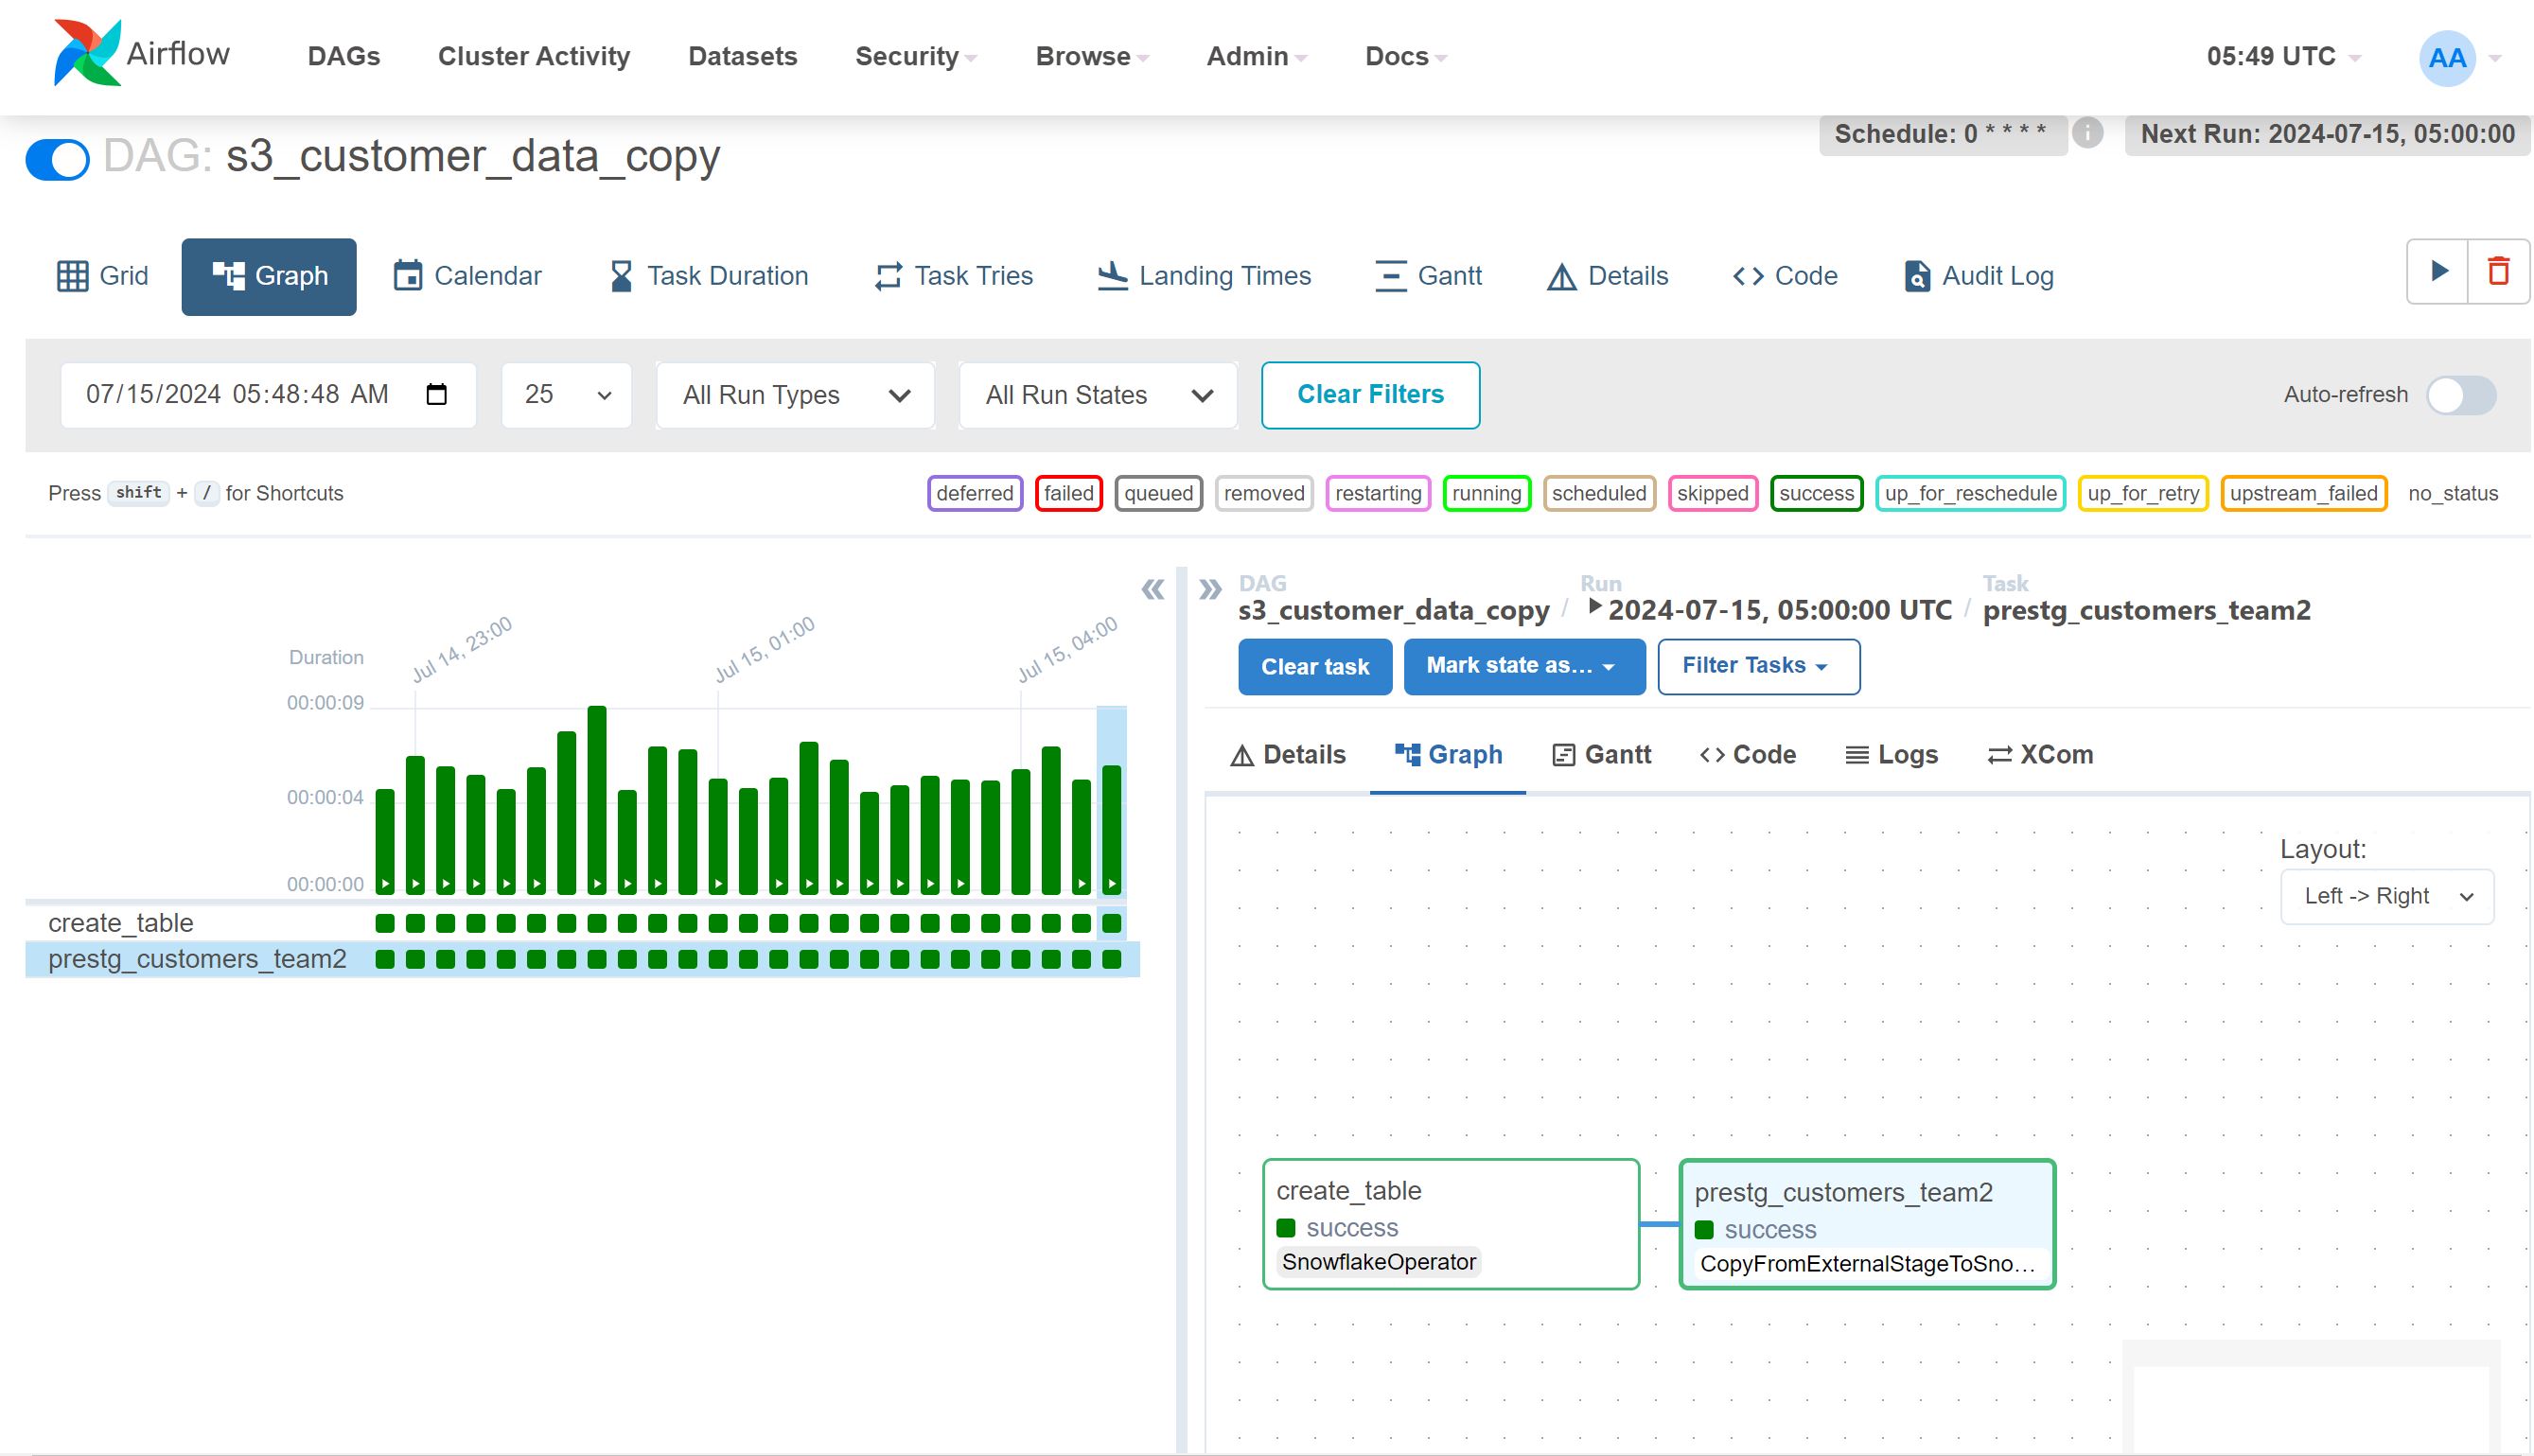 Airflow DAGs Cluster Activity Datasets Security Browse Admin Docs 05:49 UTC AA
DAG: s3_customer_data_copy
Schedule: 0 * * * * i Next Run: 2024-07-15, 05:00:00
Grid Graph Calendar Task Duration Task Tries Landing Times Gantt Details Code Audit Log
07/15/2024 05:48:48 AM 25 All Run Types All Run States Clear Filters Auto-refresh
Press shift + / for Shortcuts
deferred failed queued removed restarting running scheduled skipped success up_for_reschedule up_for_retry upstream_failed no_status
Duration
Jul 14, 23:00
Jul 15, 01:00
Jul 15, 04:00
00:00:09
00:00:04
00:00:00
create_table
prestg_customers_team2
DAG
s3_customer_data_copy /
Run
2024-07-15, 05:00:00 UTC /
Task
prestg_customers_team2
Clear task Mark state as... Filter Tasks
Details Graph Gantt Code Logs XCom
Layout:
Left -> Right
create_table
success
SnowflakeOperator
prestg_customers_team2
success
CopyFromExternalStageToSno...